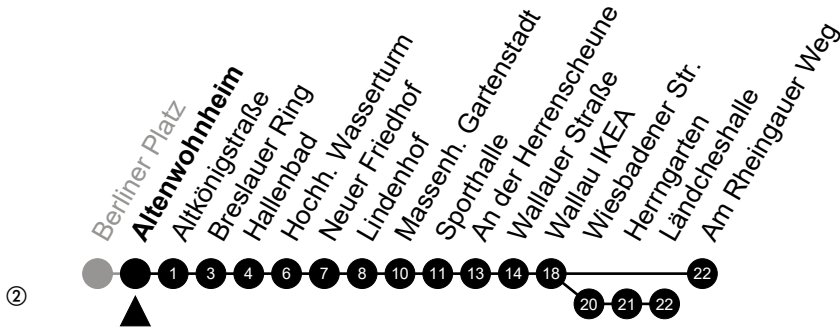 Berliner Platz
Altenwohnheim
Altkönigstraße
Breslauer Ring
Hallenbad
Hochh. Wasserturm
Neuer Friedhof
Lindenhof
Massenh. Gartenstadt
Sporthalle
An der Herrenscheune
Wallauer Straße
Wallau IKEA
Wiesbadener Str.
Herrngarten
Ländcheshalle
Am Rheingauer Weg
② 1 3 4 6 7 8 10 11 13 14 18 22
20 21 22